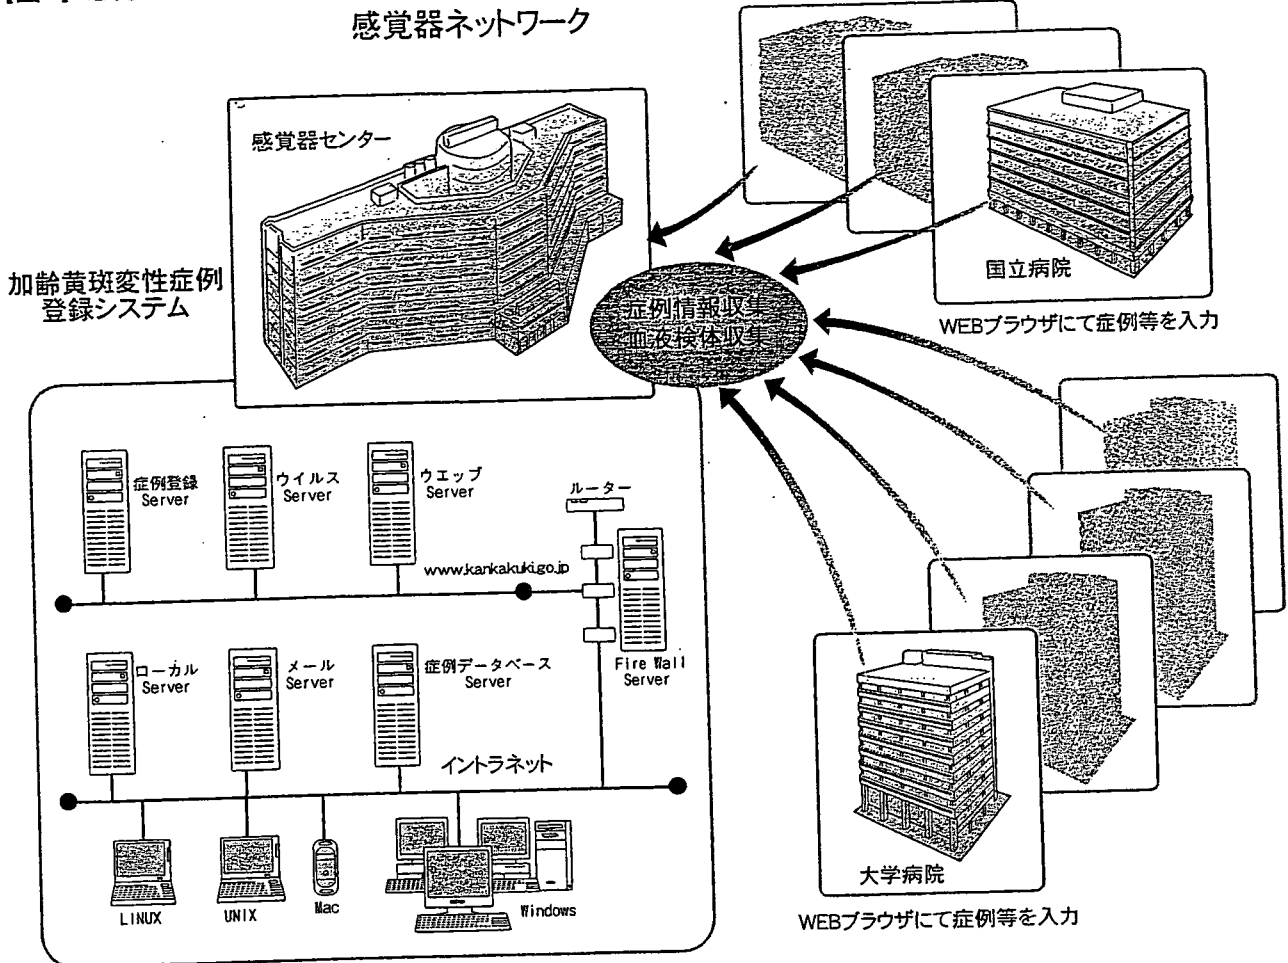 感覚器ネットワーク
感覚器センター
加齢黄斑変性症例
登録システム
症例情報収集
血液検体収集
国立病院
WEBブラウザにて症例等を入力
症例登録
Server
ウイルス
Server
ウエッブ
Server
ルーター
www.kankakuki.go.jp
Fire Wall
Server
ローカル
Server
メール
Server
症例データベース
Server
イントラネット
LINUX
UNIX
Mac
Windows
大学病院
WEBブラウザにて症例等を入力